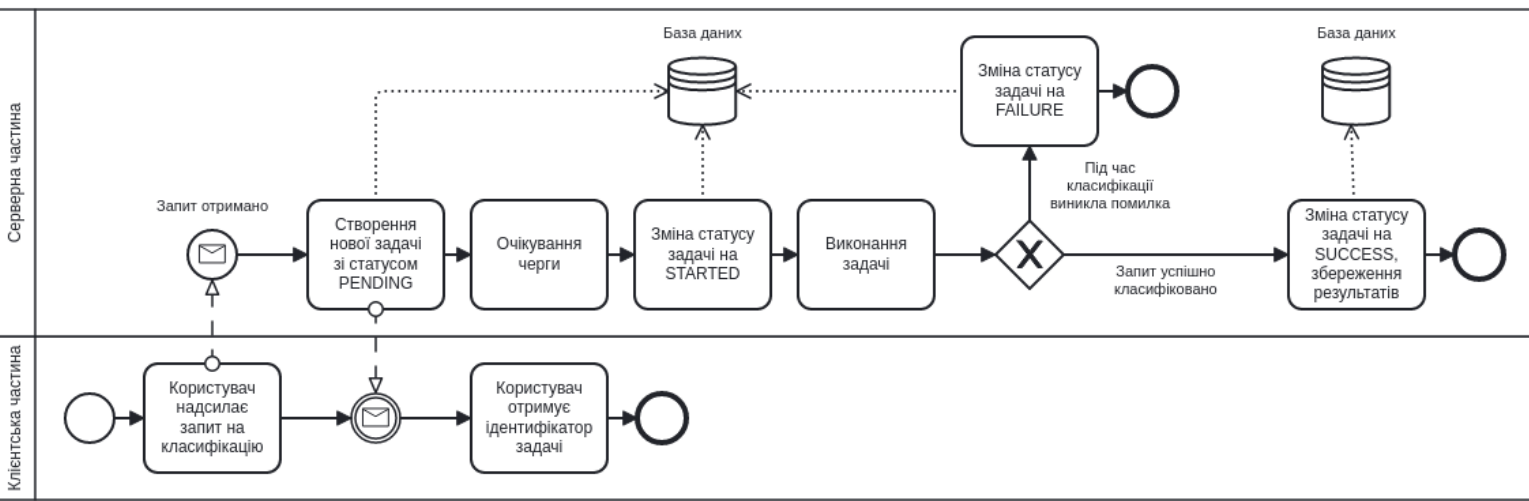 Серверна частина
База даних
Зміна статусу
задачі на
FAILURE
База даних
Під час
класифікації
виникла помилка
Запит отримано
Створення
нової задачі
зі статусом
PENDING
Очікування
черги
Зміна статусу
задачі на
STARTED
Виконання
задачі
Запит успішно
класифіковано
Зміна статусу
задачі на
SUCCESS,
збереження
результатів
Клієнтська частина
Користувач
надсилає
запит на
класифікацію
Користувач
отримує
ідентифікатор
задачі